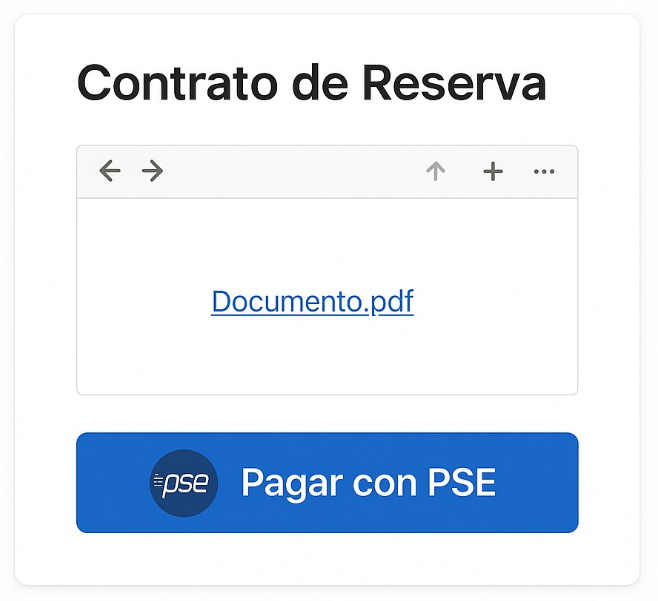 Contrato de Reserva
Documento.pdf
pse Pagar con PSE